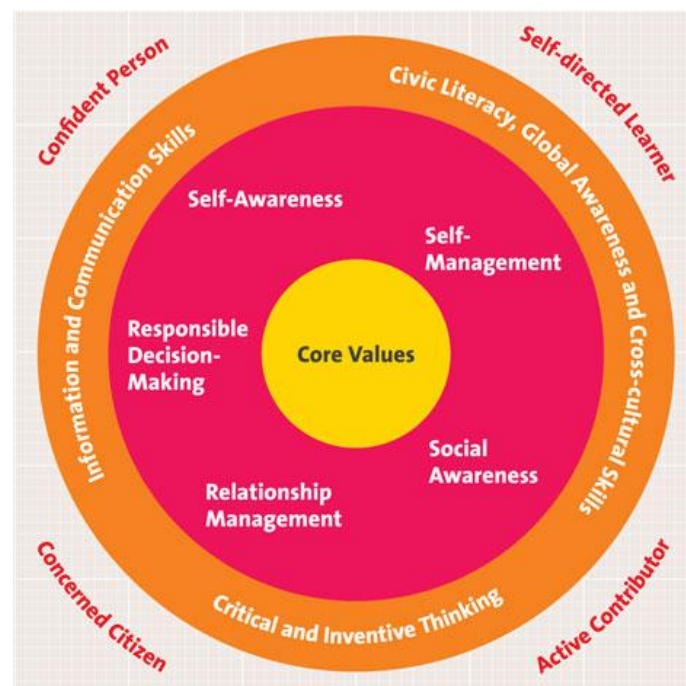 Confident Person
Self-directed Learner
Information and Communication Skills
Civic Literacy, Global Awareness and Cross-cultural Skills
Self-Awareness
Self-
Management
Responsible
Decision-
Making
Core Values
Social
Awareness
Relationship
Management
Critical and Inventive Thinking
Concerned Citizen
Active Contributor